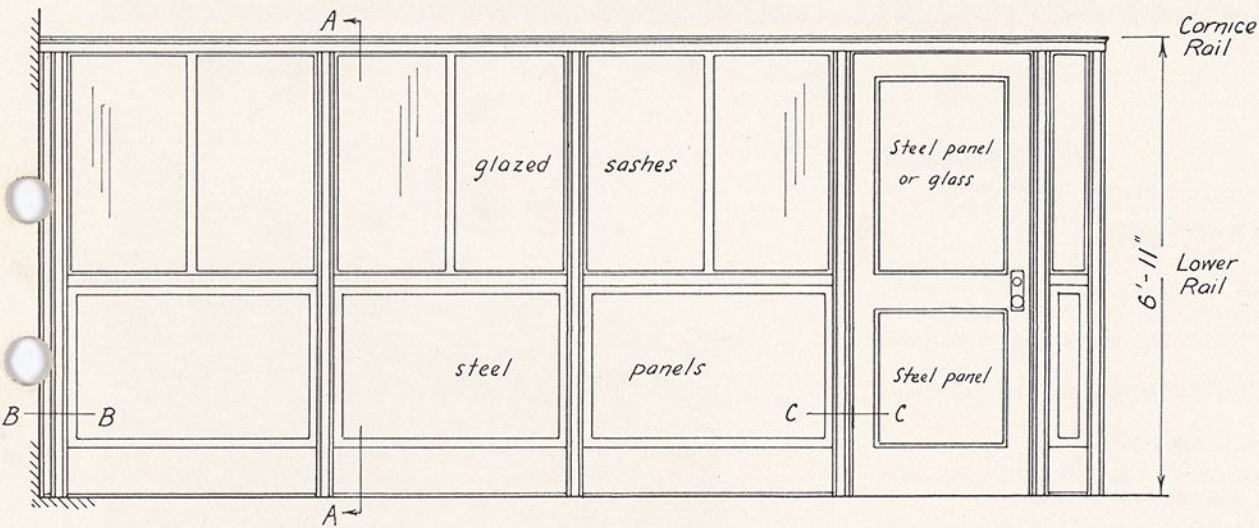 A
Cornice
Rail
glazed sashes
Steel panel
or glass
6'-11"
Lower
Rail
steel panels
Steel panel
B B
C C
A